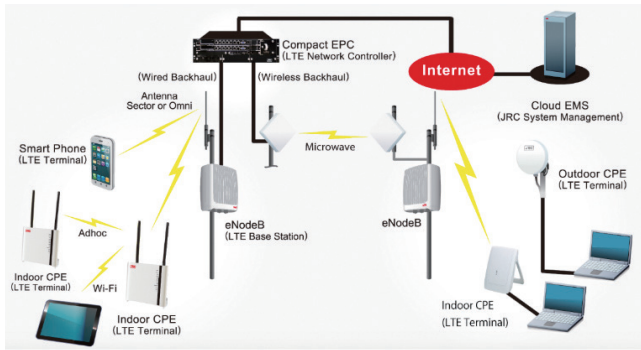 Compact EPC
(LTE Network Controller)
(Wired Backhaul)
(Wireless Backhaul)
Internet
Cloud EMS
(JRC System Management)
Antenna
Sector or Omni
Smart Phone
(LTE Terminal)
Microwave
Outdoor CPE
(LTE Terminal)
eNodeB
(LTE Base Station)
eNodeB
Adhoc
Indoor CPE
(LTE Terminal)
Wi-Fi
Indoor CPE
(LTE Terminal)
Indoor CPE
(LTE Terminal)